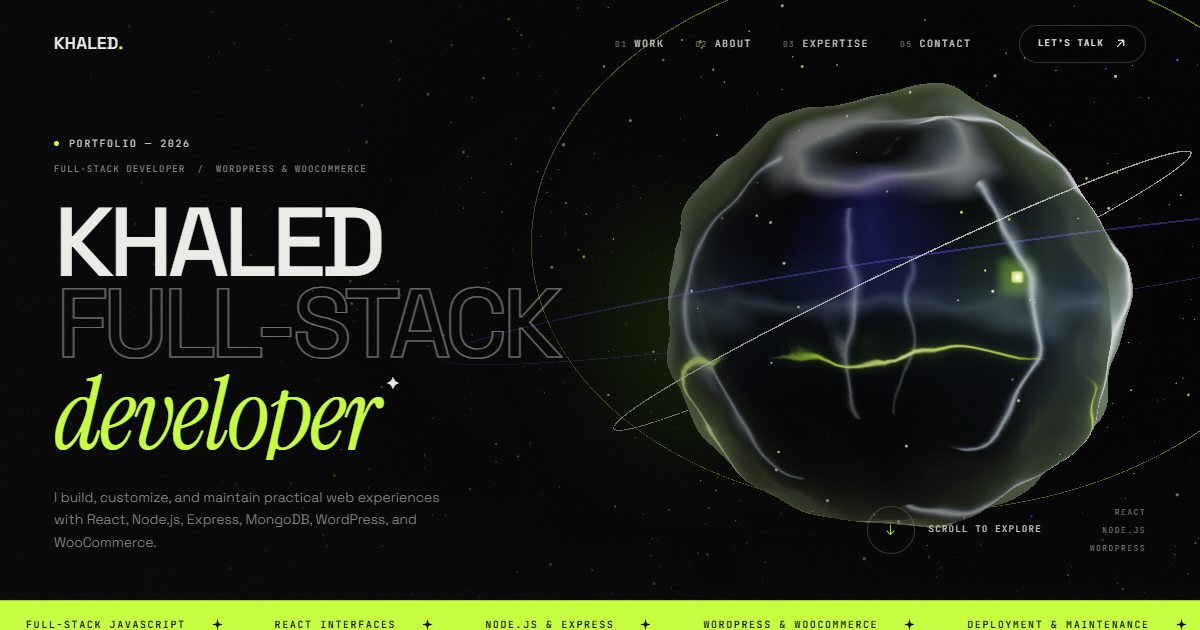 KHALED.
01 WORK
02 ABOUT
03 EXPERTISE
05 CONTACT
LET'S TALK
PORTFOLIO — 2026
FULL-STACK DEVELOPER / WORDPRESS & WOOCOMMERCE
KHALED
FULL-STACK
developer
I build, customize, and maintain practical web experiences
with React, Node.js, Express, MongoDB, WordPress, and
WooCommerce.
SCROLL TO EXPLORE
REACT
NODE.JS
WORDPRESS
FULL-STACK JAVASCRIPT
REACT INTERFACES
NODE.JS & EXPRESS
WORDPRESS & WOOCOMMERCE
DEPLOYMENT & MAINTENANCE